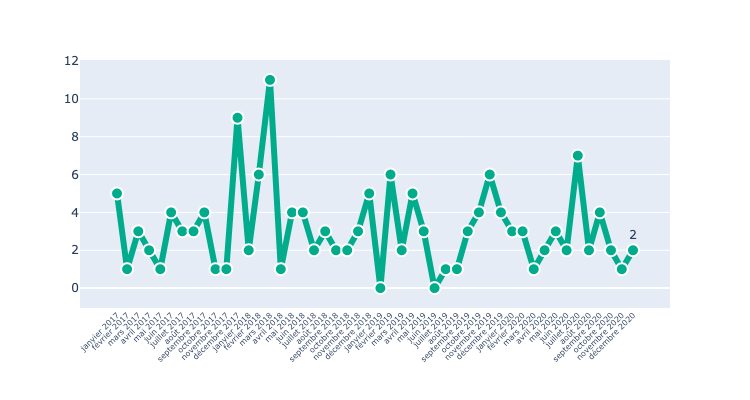 12
10
8
6
4
2
0
2
janvier 2017
février 2017
mars 2017
avril 2017
mai 2017
juin 2017
juillet 2017
août 2017
septembre 2017
octobre 2017
novembre 2017
décembre 2017
janvier 2018
février 2018
mars 2018
avril 2018
mai 2018
juin 2018
juillet 2018
août 2018
septembre 2018
octobre 2018
novembre 2018
décembre 2018
janvier 2019
février 2019
mars 2019
avril 2019
mai 2019
juin 2019
juillet 2019
août 2019
septembre 2019
octobre 2019
novembre 2019
décembre 2019
janvier 2020
février 2020
mars 2020
avril 2020
mai 2020
juin 2020
juillet 2020
août 2020
septembre 2020
octobre 2020
novembre 2020
décembre 2020